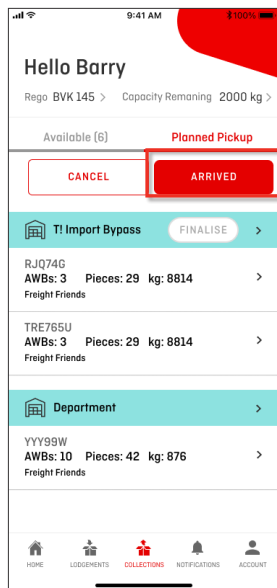 9:41 AM
$100%
Hello Barry
Rego BVK 145 > Capacity Remaning 2000 kg >
Available (6) Planned Pickup
CANCEL ARRIVED
T! Import Bypass FINALISE >
RJQ74G
AWBs: 3 Pieces: 29 kg: 8814 >
Freight Friends
TRE765U
AWBs: 3 Pieces: 29 kg: 8814 >
Freight Friends
Department >
YYY99W
AWBs: 10 Pieces: 42 kg: 876 >
Freight Friends
HOME LODGEMENTS COLLECTIONS NOTIFICATIONS ACCOUNT